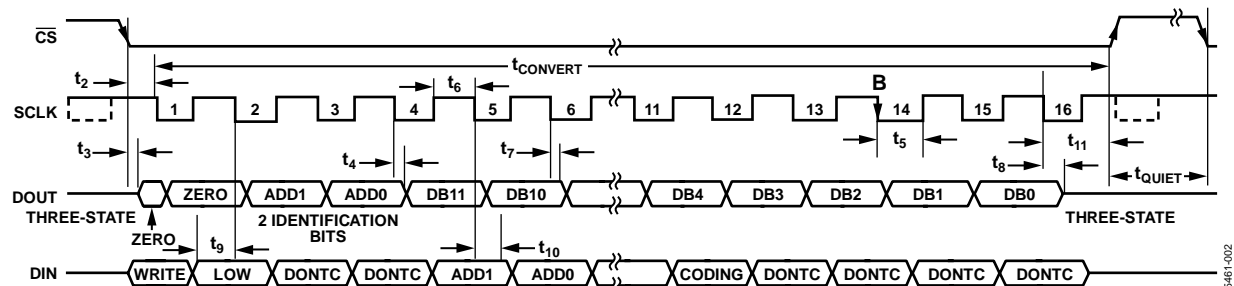 CS
t2
tCONVERT
t6
B
SCLK
1 2 3 4 5 6 11 12 13 14 15 16
t3
t4
t7
t5
t11
t8
tQUIET
DOUT
ZERO ADD1 ADD0 DB11 DB10 DB4 DB3 DB2 DB1 DB0
THREE-STATE
ZERO
2 IDENTIFICATION
BITS
THREE-STATE
t9
t10
DIN
WRITE LOW DONTC DONTC ADD1 ADD0 CODING DONTC DONTC DONTC DONTC